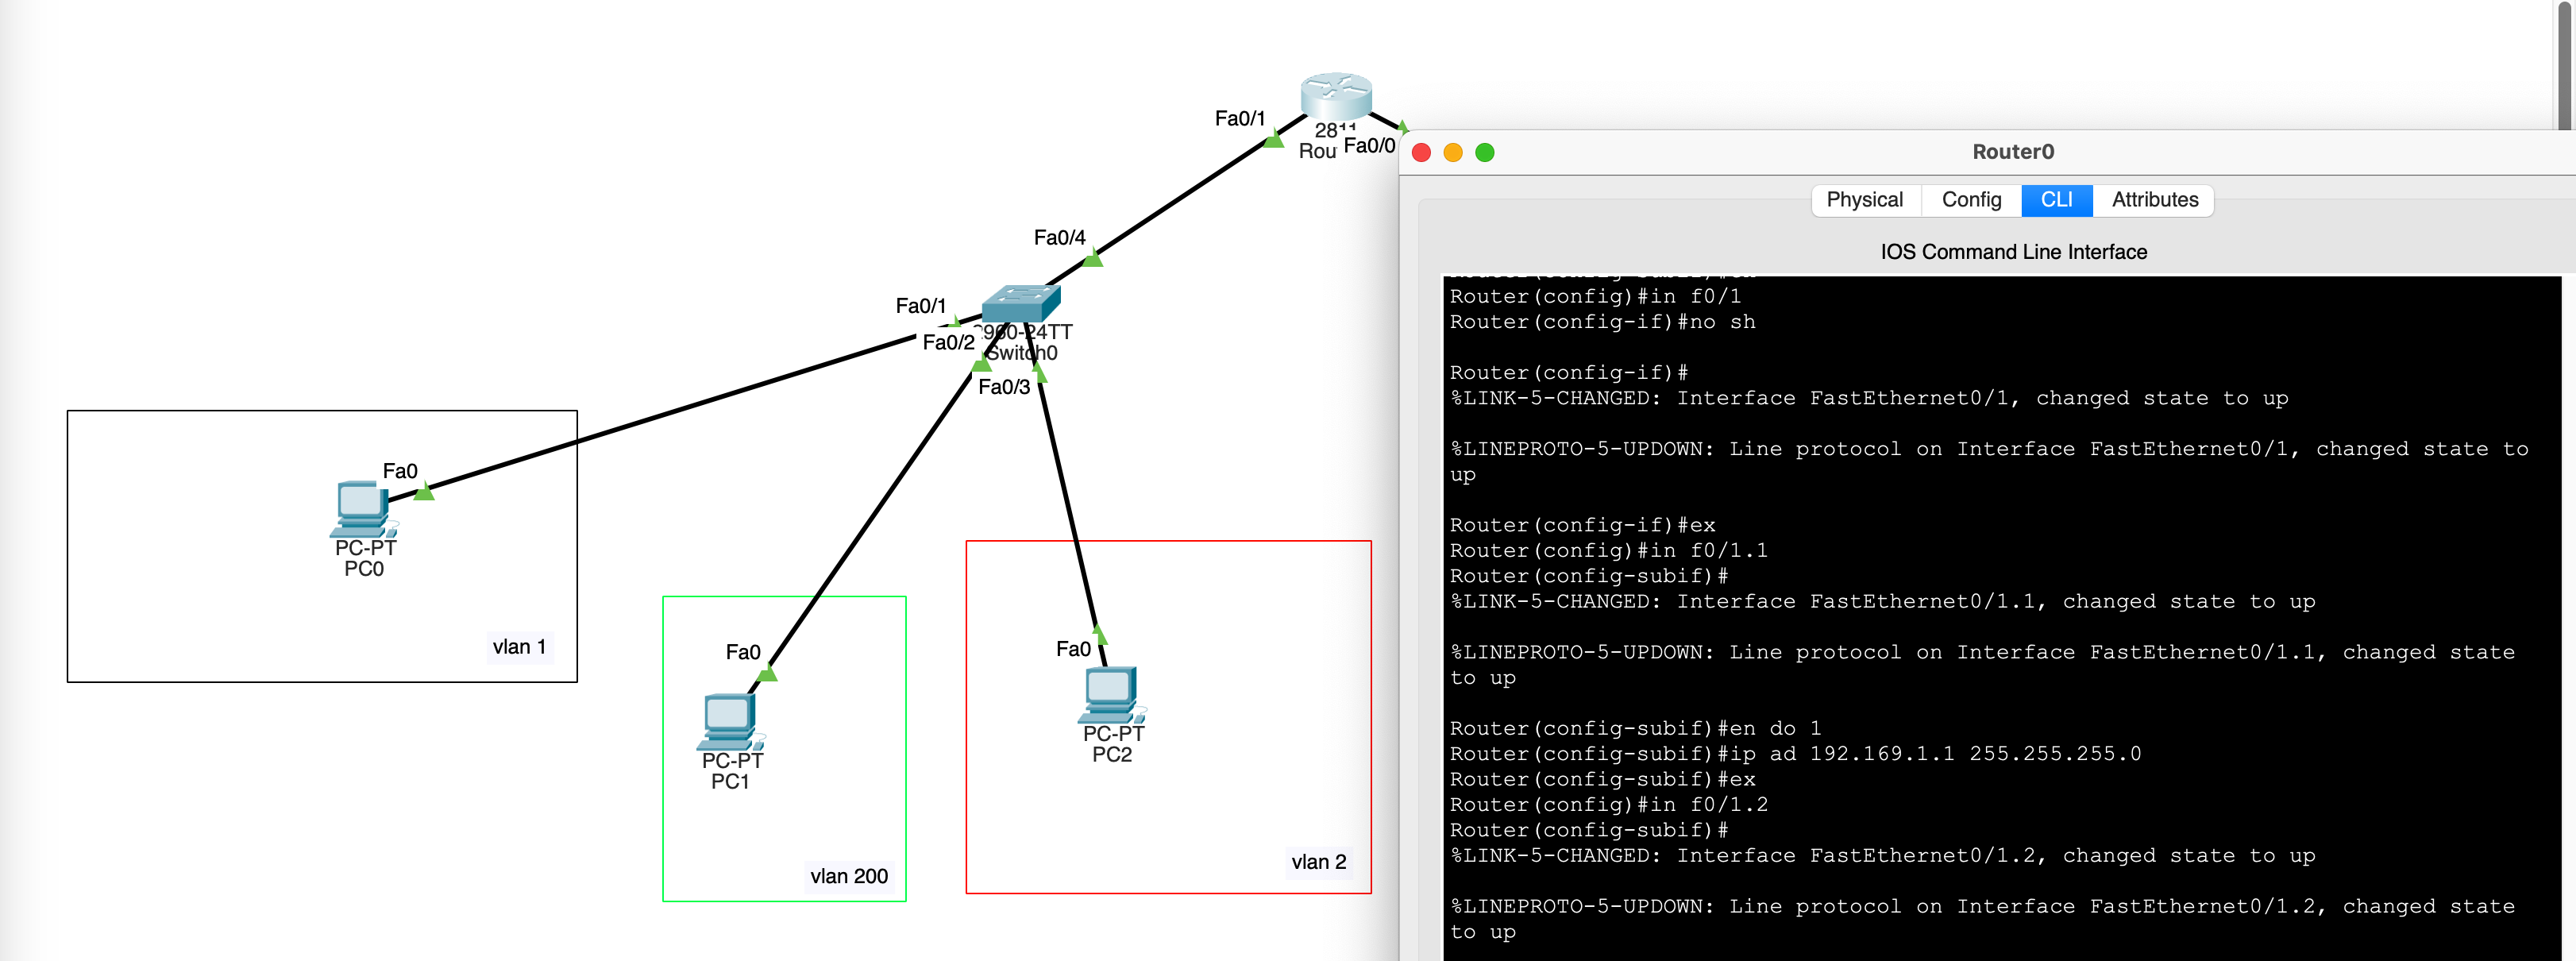 Fa0/1
2811
Rou
Fa0/0
Fa0/4
Fa0/1
Fa0/2
2960-24TT
Switch0
Fa0/3
Fa0
PC-PT
PC0
vlan 1
Fa0
PC-PT
PC1
vlan 200
Fa0
PC-PT
PC2
vlan 2
Router0
Physical
Config
CLI
Attributes
IOS Command Line Interface
Router(config)#in f0/1
Router(config-if)#no sh
Router(config-if)#
%LINK-5-CHANGED: Interface FastEthernet0/1, changed state to up
%LINEPROTO-5-UPDOWN: Line protocol on Interface FastEthernet0/1, changed state to
up
Router(config-if)#ex
Router(config)#in f0/1.1
Router(config-subif)#
%LINK-5-CHANGED: Interface FastEthernet0/1.1, changed state to up
%LINEPROTO-5-UPDOWN: Line protocol on Interface FastEthernet0/1.1, changed state
to up
Router(config-subif)#en do 1
Router(config-subif)#ip ad 192.169.1.1 255.255.255.0
Router(config-subif)#ex
Router(config)#in f0/1.2
Router(config-subif)#
%LINK-5-CHANGED: Interface FastEthernet0/1.2, changed state to up
%LINEPROTO-5-UPDOWN: Line protocol on Interface FastEthernet0/1.2, changed state
to up